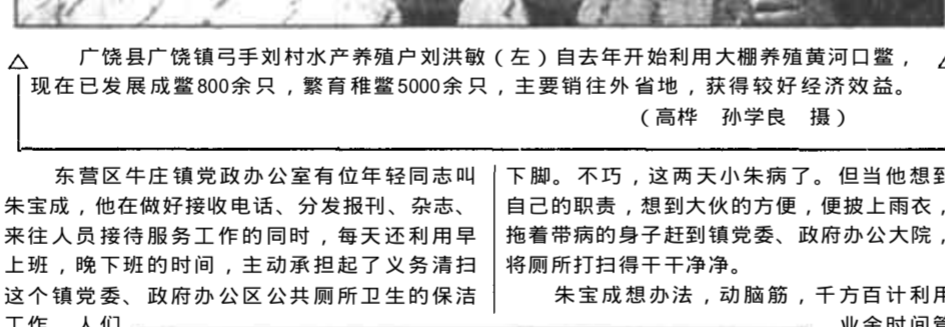 广饶县广饶镇弓手刘村水产养殖户刘洪敏（左）自去年开始利用大棚养殖黄河口鳖，
现在已发展成鳖800余只，繁育稚鳖5000余只，主要销往外省地，获得较好经济效益。
（高桦　孙学良　摄）
东营区牛庄镇党政办公室有位年轻同志叫
朱宝成，他在做好接收电话、分发报刊、杂志、
来往人员接待服务工作的同时，每天还利用早
上班，晚下班的时间，主动承担起了义务清扫
这个镇党委、政府办公区公共厕所卫生的保洁
工作。人们
下脚。不巧，这两天小朱病了。但当他想到
自己的职责，想到大伙的方便，便披上雨衣，
拖着带病的身子赶到镇党委、政府办公大院，
将厕所打扫得干干净净。
朱宝成想办法，动脑筋，千方百计利用
业余时间